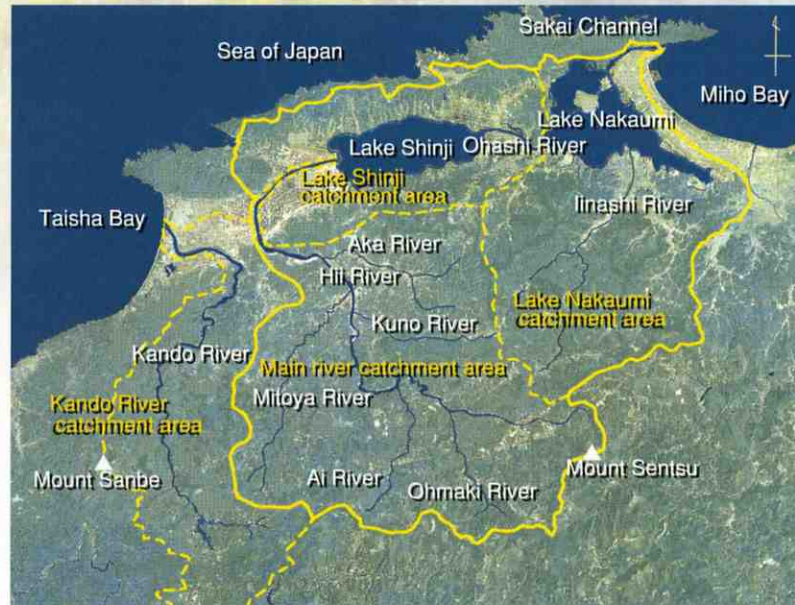 Sakai Channel
Sea of Japan
Miho Bay
Lake Nakaumi
Lake Shinji
Ohashi River
Lake Shinji
catchment area
Taisha Bay
Iinashi River
Aka River
Hii River
Lake Nakaumi
catchment area
Kuno River
Kando River
Main river catchment area
Mitoya River
Kando River
catchment area
Mount Sanbe
Mount Sentsu
Ai River
Ohmaki River